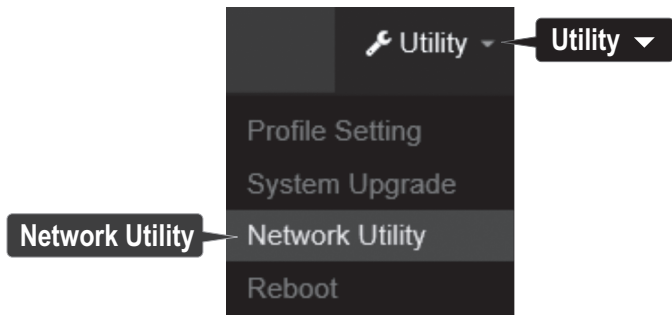 Utility
Utility
Profile Setting
System Upgrade
Network Utility
Network Utility
Reboot